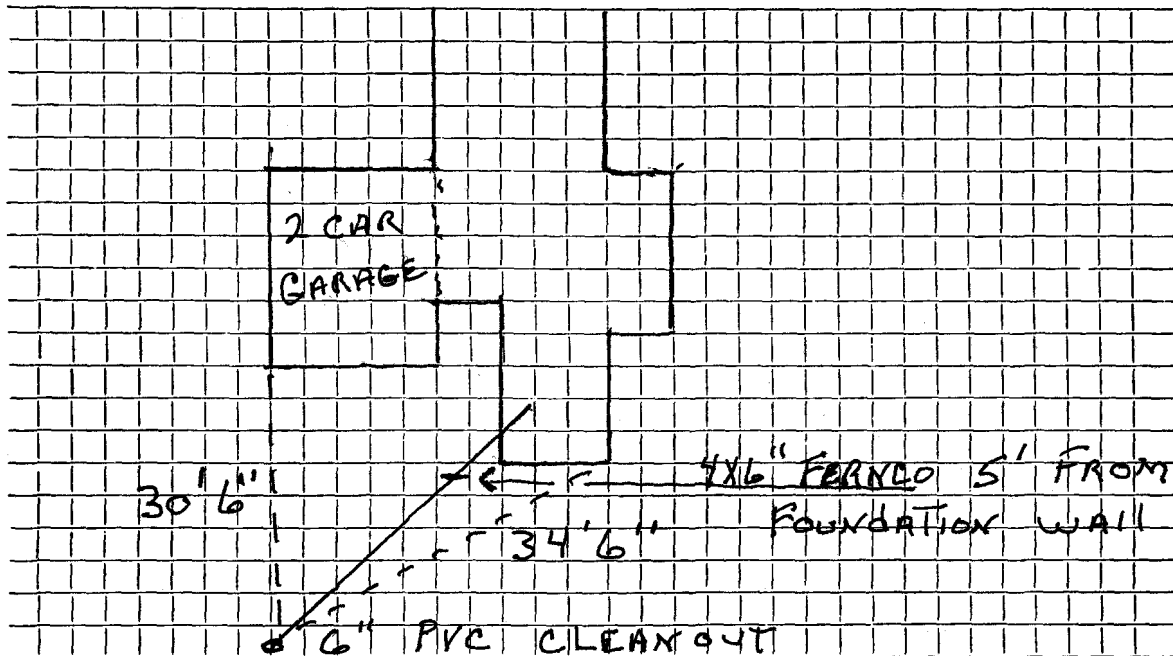 2 CAR
GARAGE
30' 6"
4X6" FERNCO 5' FROM
FOUNDATION WALL
34' 6"
6" PVC CLEANOUT